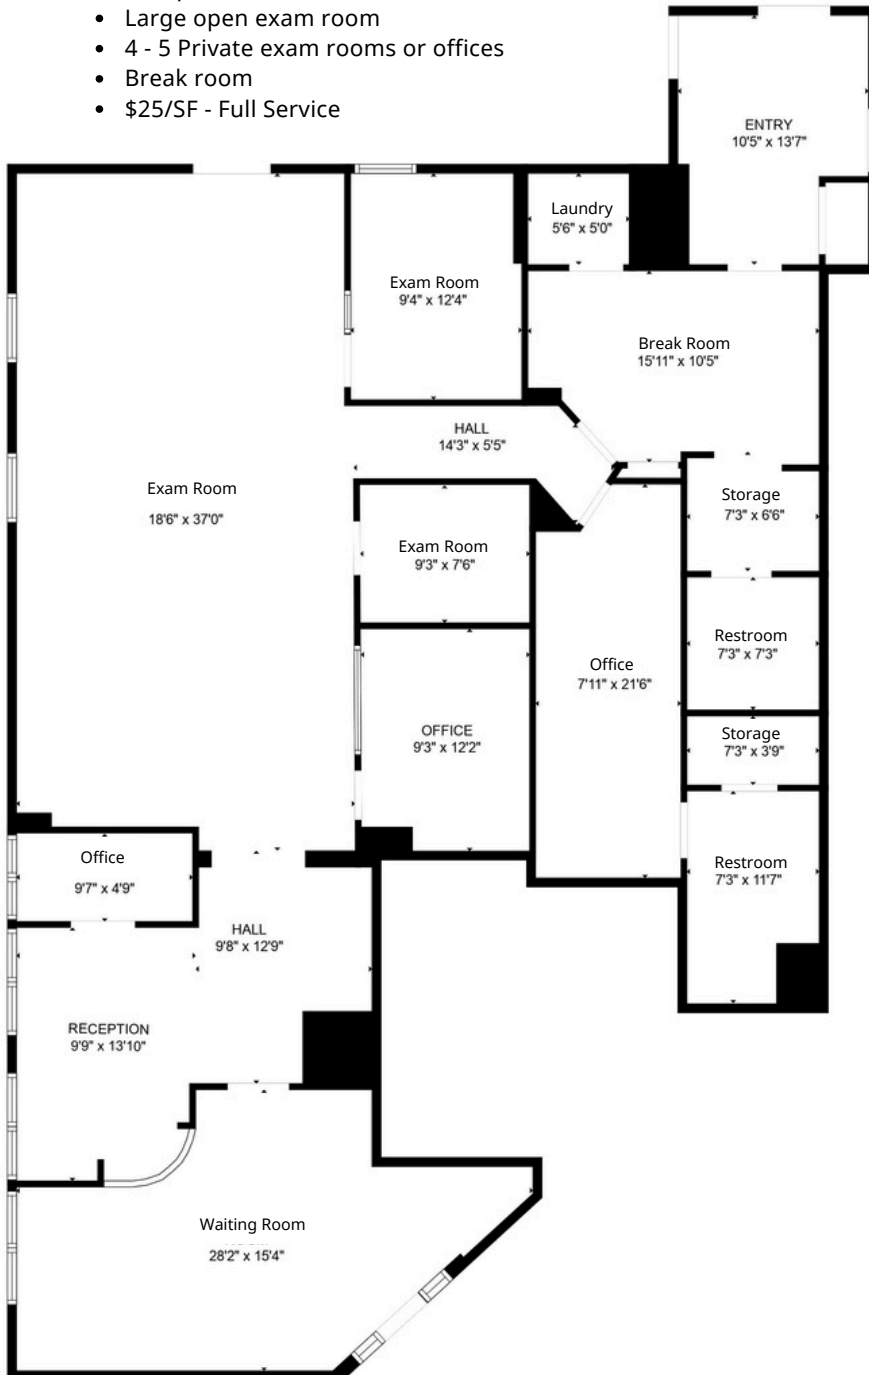 • Large open exam room
• 4 - 5 Private exam rooms or offices
• Break room
• $25/SF - Full Service
ENTRY
10'5" x 13'7"
Laundry
5'6" x 5'0"
Exam Room
9'4" x 12'4"
Break Room
15'11" x 10'5"
HALL
14'3" x 5'5"
Exam Room
18'6" x 37'0"
Storage
7'3" x 6'6"
Exam Room
9'3" x 7'6"
Restroom
7'3" x 7'3"
Office
7'11" x 21'6"
OFFICE
9'3" x 12'2"
Storage
7'3" x 3'9"
Office
9'7" x 4'9"
Restroom
7'3" x 11'7"
HALL
9'8" x 12'9"
RECEPTION
9'9" x 13'10"
Waiting Room
28'2" x 15'4"